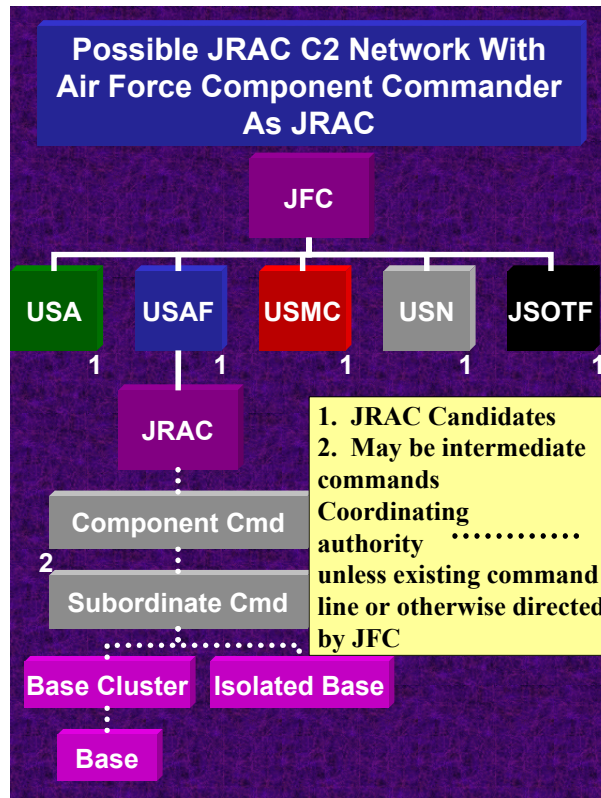 Possible JRAC C2 Network With
Air Force Component Commander
As JRAC
JFC
USA
USAF
USMC
USN
JSOTF
1
1
1
1
1
JRAC
1. JRAC Candidates
2. May be intermediate
commands
Coordinating
authority ............
unless existing command
line or otherwise directed
by JFC
Component Cmd
2
Subordinate Cmd
Base Cluster
Isolated Base
Base